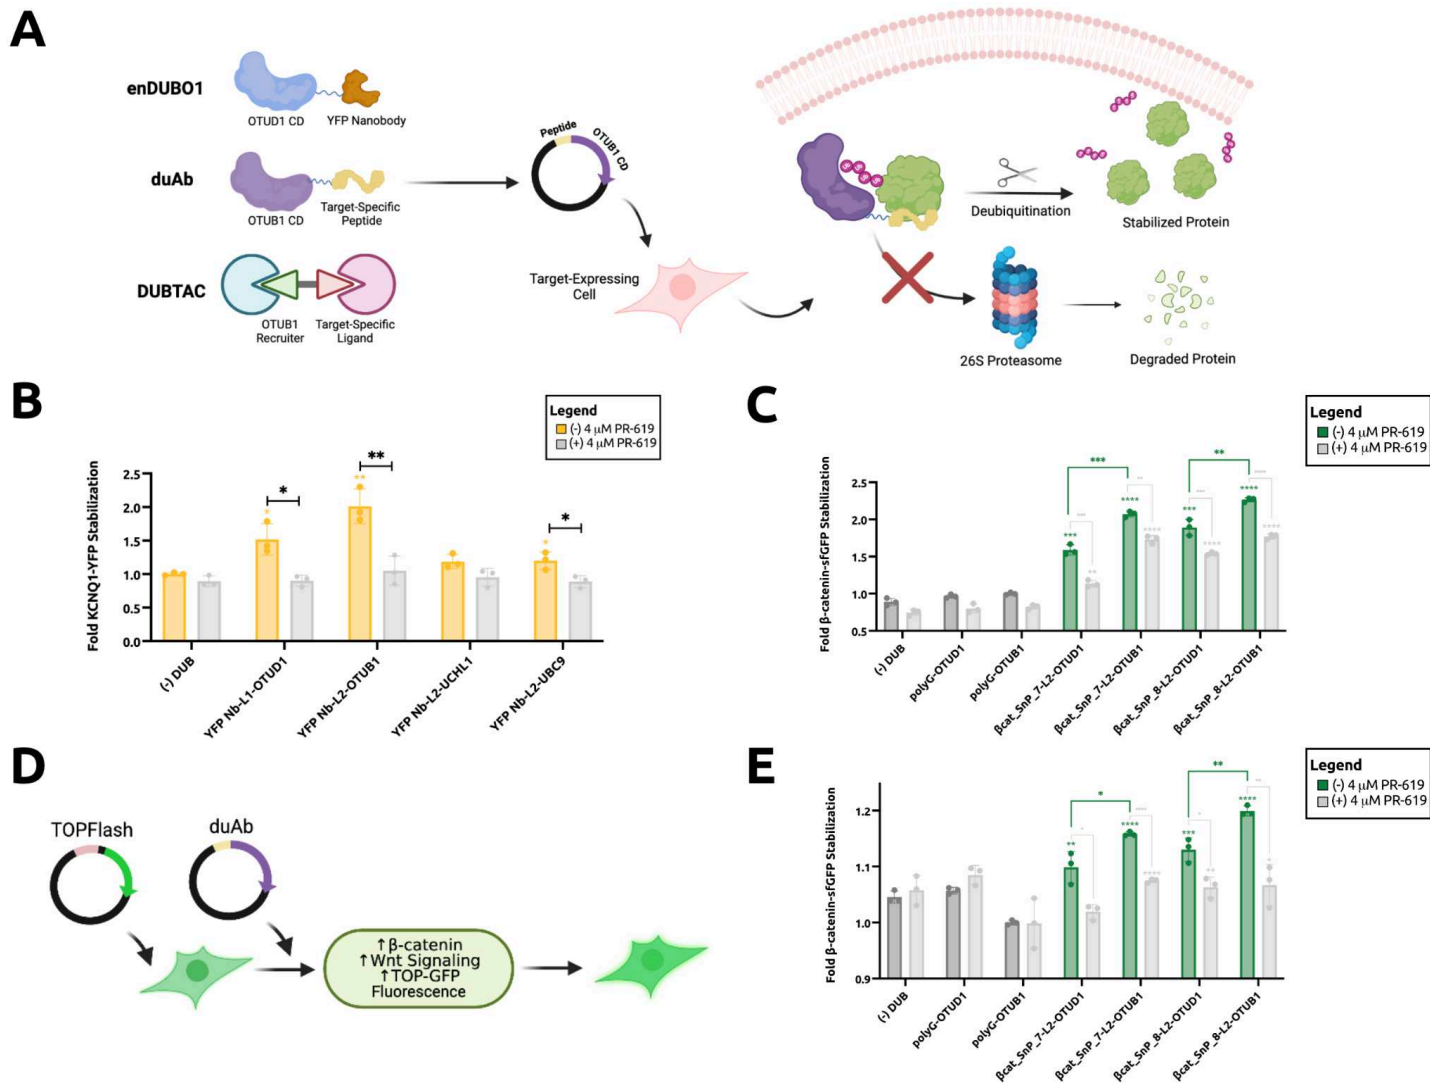 A
enDUBO1
OTUD1 CD
YFP Nanobody
duAb
OTUB1 CD
Target-Specific
Peptide
DUBTAC
OTUB1
Recruiter
Target-Specific
Ligand
Peptide
OTUB1 CD
Target-Expressing
Cell
Deubiquitination
Stabilized Protein
26S Proteasome
Degraded Protein
B
Legend
(-) 4 μM PR-619
(+) 4 μM PR-619
Fold KCNQ1-YFP Stabilization
2.5
2.0
1.5
1.0
0.5
0.0
*
*
**
**
*
*
(-) DUB
YFP Nb-L1-OTUD1
YFP Nb-L2-OTUB1
YFP Nb-L2-UCHL1
YFP Nb-L2-UBC9
C
Legend
(-) 4 μM PR-619
(+) 4 μM PR-619
Fold β-catenin-sfGFP Stabilization
2.5
2.0
1.5
1.0
0.5
***
**
***
***
**
****
**
****
***
***
****
****
****
****
(-) DUB
polyG-OTUD1
polyG-OTUB1
βcat_SnP_7-L2-OTUD1
βcat_SnP_7-L2-OTUB1
βcat_SnP_8-L2-OTUD1
βcat_SnP_8-L2-OTUB1
D
TOPFlash
duAb
↑β-catenin
↑Wnt Signaling
↑TOP-GFP
Fluorescence
E
Legend
(-) 4 μM PR-619
(+) 4 μM PR-619
Fold β-catenin-sfGFP Stabilization
1.2
1.1
1.0
0.9
*
**
**
*
****
****
****
***
*
**
****
**
*
(-) DUB
polyG-OTUD1
polyG-OTUB1
βcat_SnP_7-L2-OTUD1
βcat_SnP_7-L2-OTUB1
βcat_SnP_8-L2-OTUD1
βcat_SnP_8-L2-OTUB1